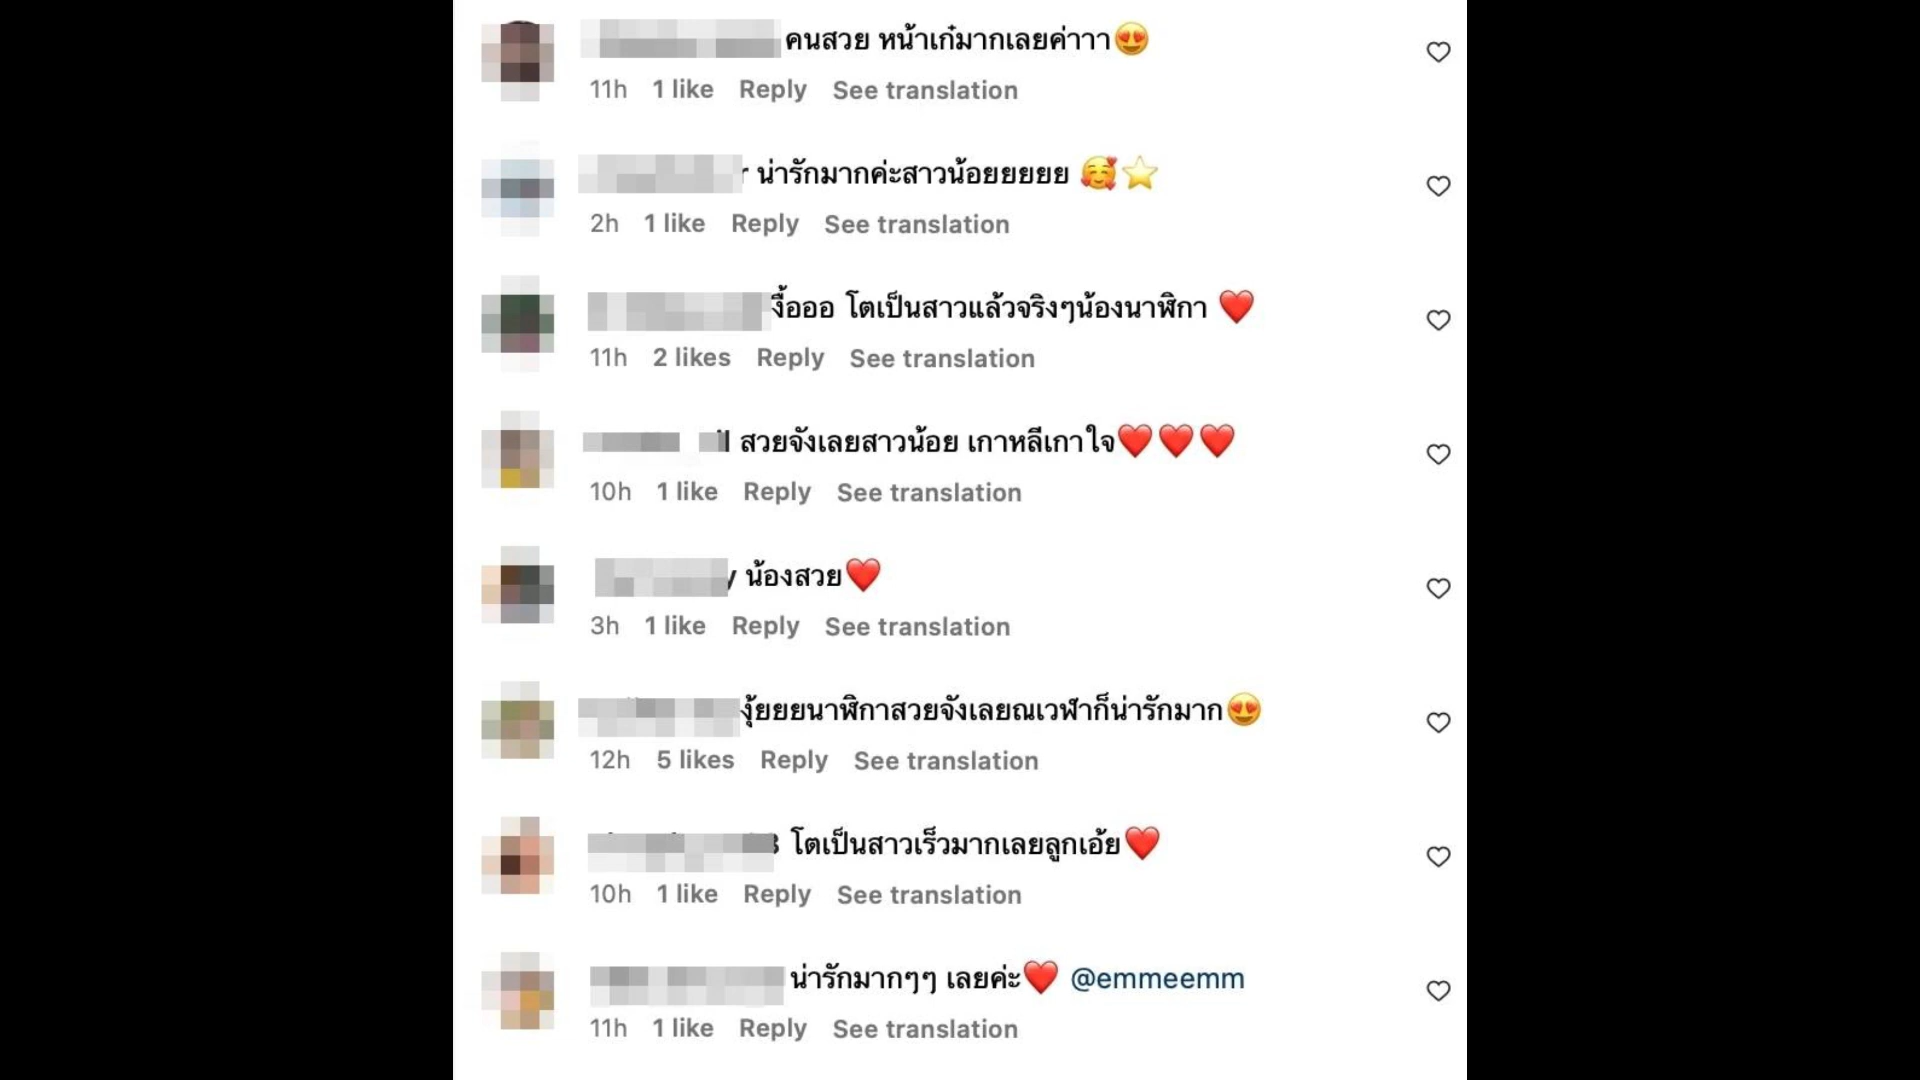 คนสวย หน้าเก๋มากเลยค่าาา😍
11h 1 like Reply See translation
น่ารักมากค่ะสาวน้อยยยยย 🥰⭐
2h 1 like Reply See translation
งื้อออ โตเป็นสาวแล้วจริงๆน้องนาฬิกา ❤️
11h 2 likes Reply See translation
สวยจังเลยสาวน้อย เกาหลีเกาใจ❤️❤️❤️
10h 1 like Reply See translation
น้องสวย❤️
3h 1 like Reply See translation
งุ้ยยยนาฬิกาสวยจังเลยณเวฬาก็น่ารักมาก😍
12h 5 likes Reply See translation
โตเป็นสาวเร็วมากเลยลูกเอ้ย❤️
10h 1 like Reply See translation
น่ารักมากๆๆ เลยค่ะ❤️ @emmeemm
11h 1 like Reply See translation